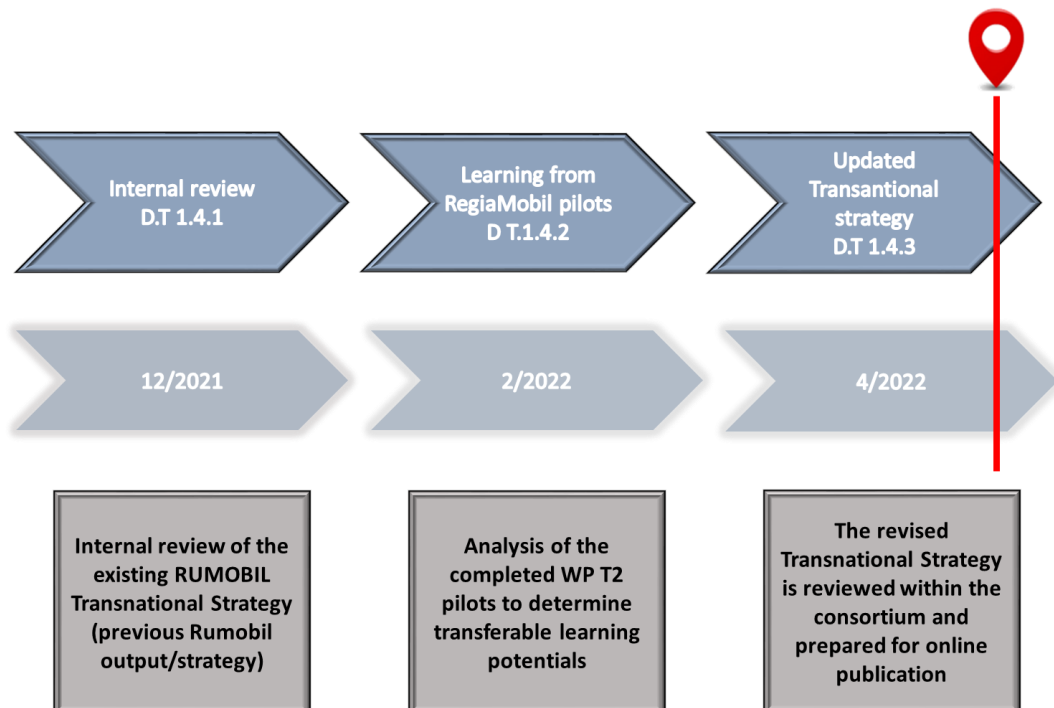 Internal review
D.T 1.4.1
Learning from
RegiaMobil pilots
D T.1.4.2
Updated
Transantional
strategy
D.T 1.4.3
12/2021
2/2022
4/2022
Internal review of the
existing RUMOBIL
Transnational Strategy
(previous Rumobil
output/strategy)
Analysis of the
completed WP T2
pilots to determine
transferable learning
potentials
The revised
Transnational Strategy
is reviewed within the
consortium and
prepared for online
publication